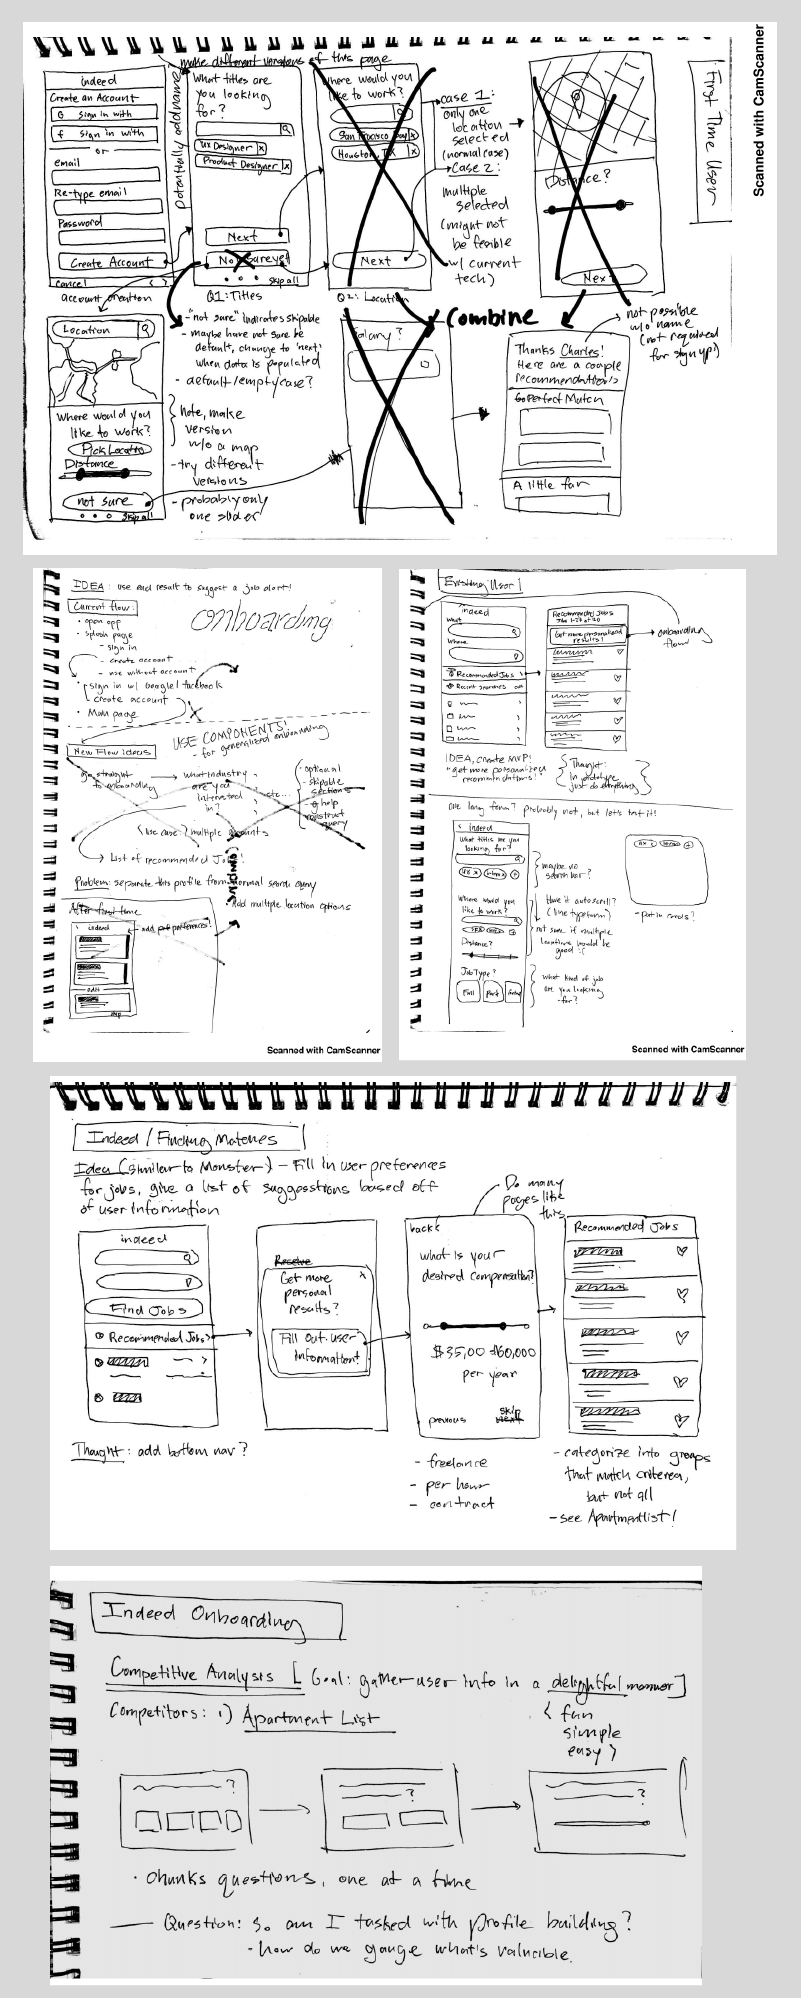 make different versions of this page
indeed
Create an Account
G sign in with
f sign in with
or
email
Re-type email
Password
Create Account
Cancel
account creation
potentially add name?
What titles are
you looking
for?
UX Designer x
Product Designer x
Next
Not sure yet
skip all
Q1: Titles
Where would you
like to work?
San Francisco Bay x
Houston, TX x
Next
Q2: Location
case 1:
only one
location
selected
(normal case)
Case 2:
multiple
selected
(might not
be feasible
w/ current
tech)
Distance?
Next
First Time User
Scanned with CamScanner
Location
Where would you
like to work?
Pick Location
Distance
not sure
skip all
- "not sure" indicates skipable
- maybe have not sure be
default, change to 'next'
when data is populated
- default/empty case?
note, make
version
w/o a map
- try different
versions
- probably only
one slider
Salary?
Combine
Thanks Charles!
Here are a couple
recommendations
Perfect Match
A little far
not possible
w/o name
(not required
for sign up!)
IDEA: use end result to suggest a job alert!
onboarding
Current flow:
• open app
• splash page
- sign in
- create account
- use without account
• sign in w/ google/facebook
create account
• Main page
USE COMPONENTS!
- for generalized onboarding
New Flow ideas
go straight
to onboarding
what industry
are you
interested
in?
etc...
• optional
- skipable
sections
help
construct
query
(use case: multiple accounts
List of recommended Jobs
Problem: separate this profile from normal search query
Add multiple location options
After first time
indeed
add preferences?
edit
skip
Scanned with CamScanner
Existing User
indeed
What
Where
Recommended Jobs
Recent searches
Recommended Jobs
Get more personalized
results!
onboarding
flow
IDEA, create MVP!
"get more personalized
recommendations!"
Thought:
In prototype
just do everything
one long form? probably not, but let's test it!
indeed
What titles are you
looking for?
maybe no
search bar?
Where would you
like to work?
Have it autoscroll?
(like typeform)
not sure if multiple
locations would be
good :(
Distance?
Job Type?
Full Part
what kind of job
are you looking
for?
- put in cards?
Scanned with CamScanner
Indeed / Finding Matches
Idea (similar to Monster) - Fill in user preferences
for jobs, give a list of suggestions based off
of user information
Do many
pages like
this
indeed
Find Jobs
Recommended Jobs >
Receive
Get more x
personal
results?
Fill out user
information!
back
What is your
desired compensation?
$35,00 - $60,000
per year
previous skip
next
Recommended Jobs
Thought: add bottom nav?
- freelance
- per hour
- contract
- categorize into groups
that match criterea,
but not all
- see Apartmentlist!
Indeed Onboarding
Competitive Analysis [Goal: gather user info in a delightful manner]
Competitors: 1) Apartment List
< fun
simple
easy >
?
?
?
• Chunks questions, one at a time
— Question: So am I tasked with profile building?
- how do we gauge what's valucible.